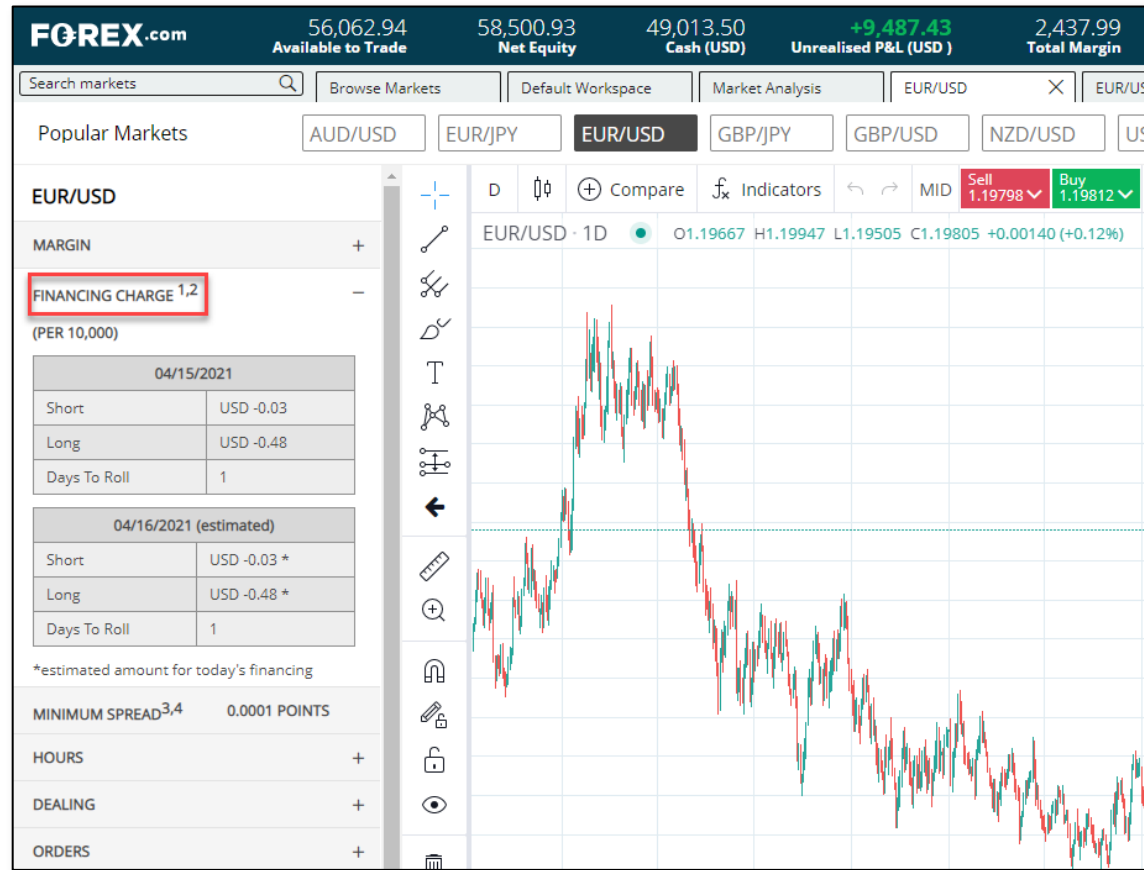 FOREX.com
56,062.94 58,500.93 49,013.50 +9,487.43 2,437.99
Available to Trade Net Equity Cash (USD) Unrealised P&L (USD ) Total Margin
Search markets Browse Markets Default Workspace Market Analysis EUR/USD EUR/US
Popular Markets AUD/USD EUR/JPY EUR/USD GBP/JPY GBP/USD NZD/USD US
EUR/USD
D Compare fx Indicators MID Sell 1.19798 Buy 1.19812
EUR/USD · 1D O1.19667 H1.19947 L1.19505 C1.19805 +0.00140 (+0.12%)
MARGIN +
FINANCING CHARGE 1,2 −
(PER 10,000)
04/15/2021
Short USD -0.03
Long USD -0.48
Days To Roll 1
04/16/2021 (estimated)
Short USD -0.03 *
Long USD -0.48 *
Days To Roll 1
*estimated amount for today's financing
MINIMUM SPREAD3,4 0.0001 POINTS
HOURS +
DEALING +
ORDERS +
T